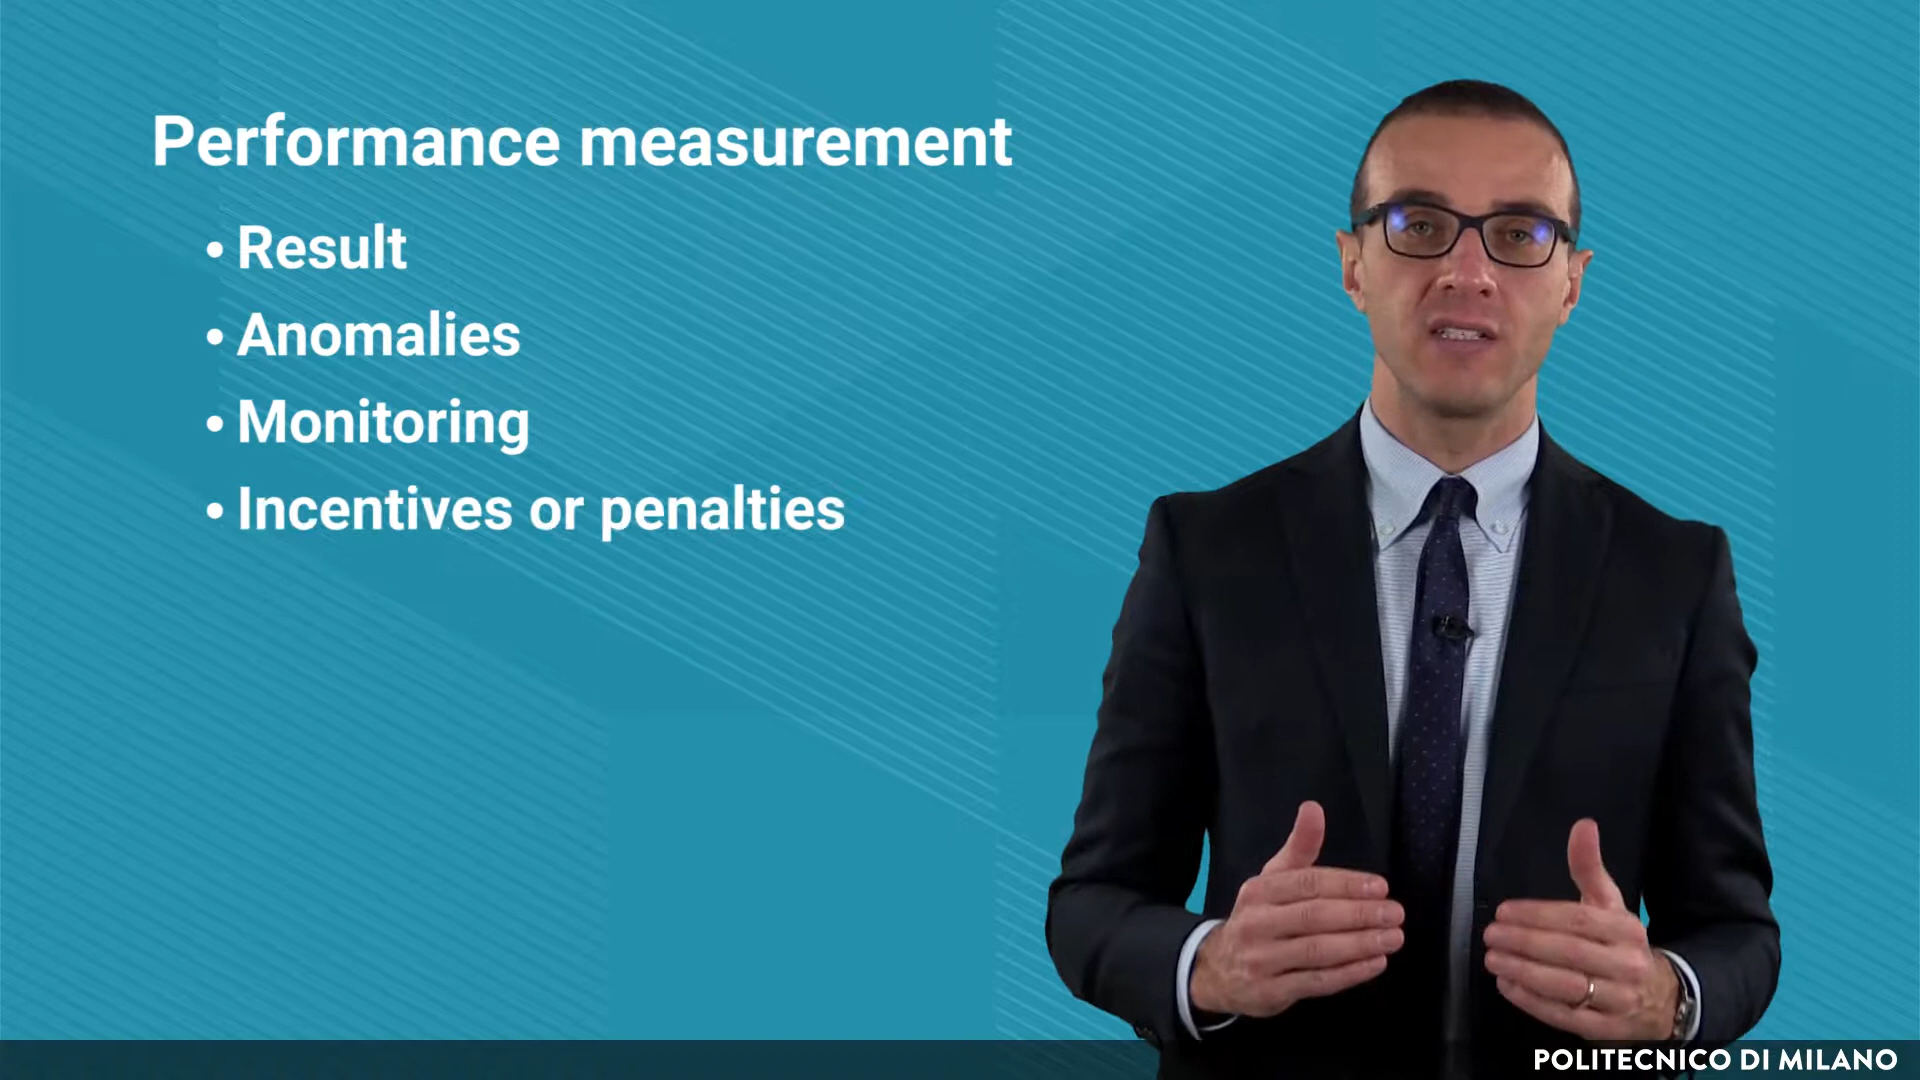 Performance measurement
• Result
• Anomalies
• Monitoring
• Incentives or penalties
POLITECNICO DI MILANO